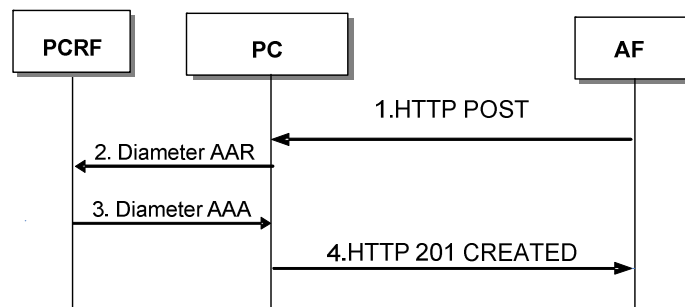 PCRF
PC
AF
1.HTTP POST
2. Diameter AAR
3. Diameter AAA
4.HTTP 201 CREATED